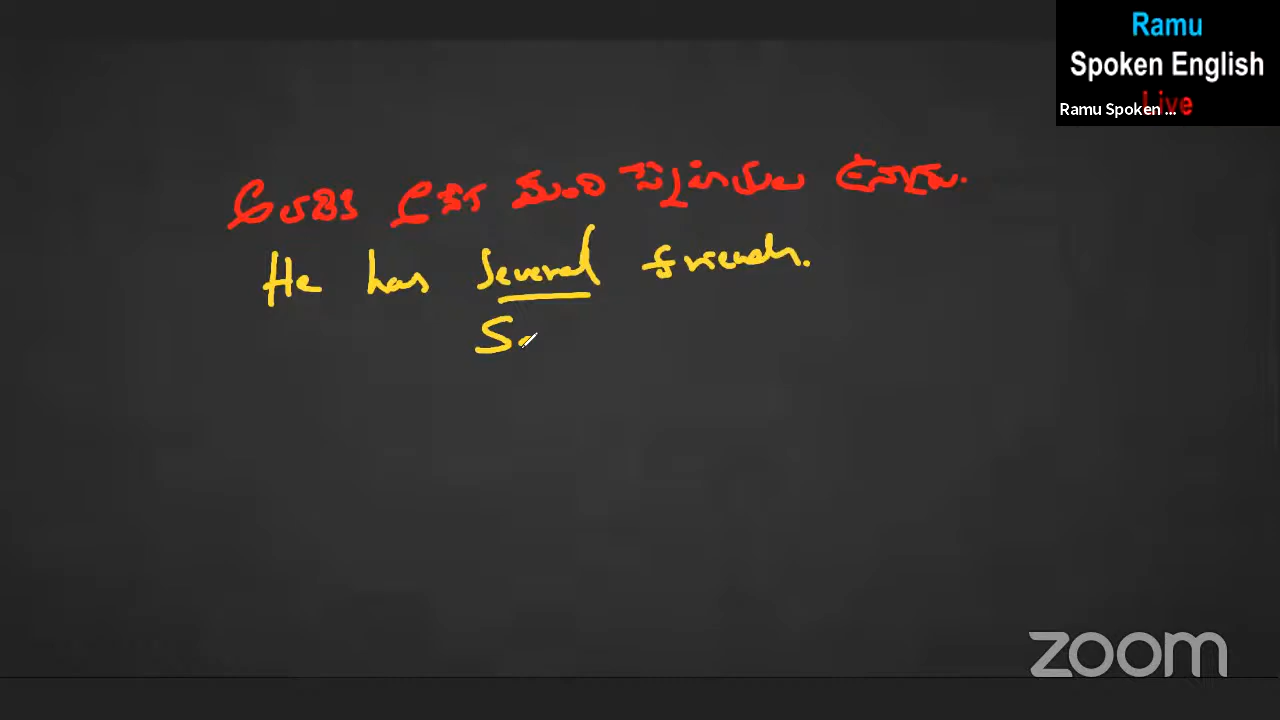 Ramu
Spoken English
Live
Ramu Spoken ...
మంది స్నేహితులు ఉన్నారు.
He has several friends.
S
zoom